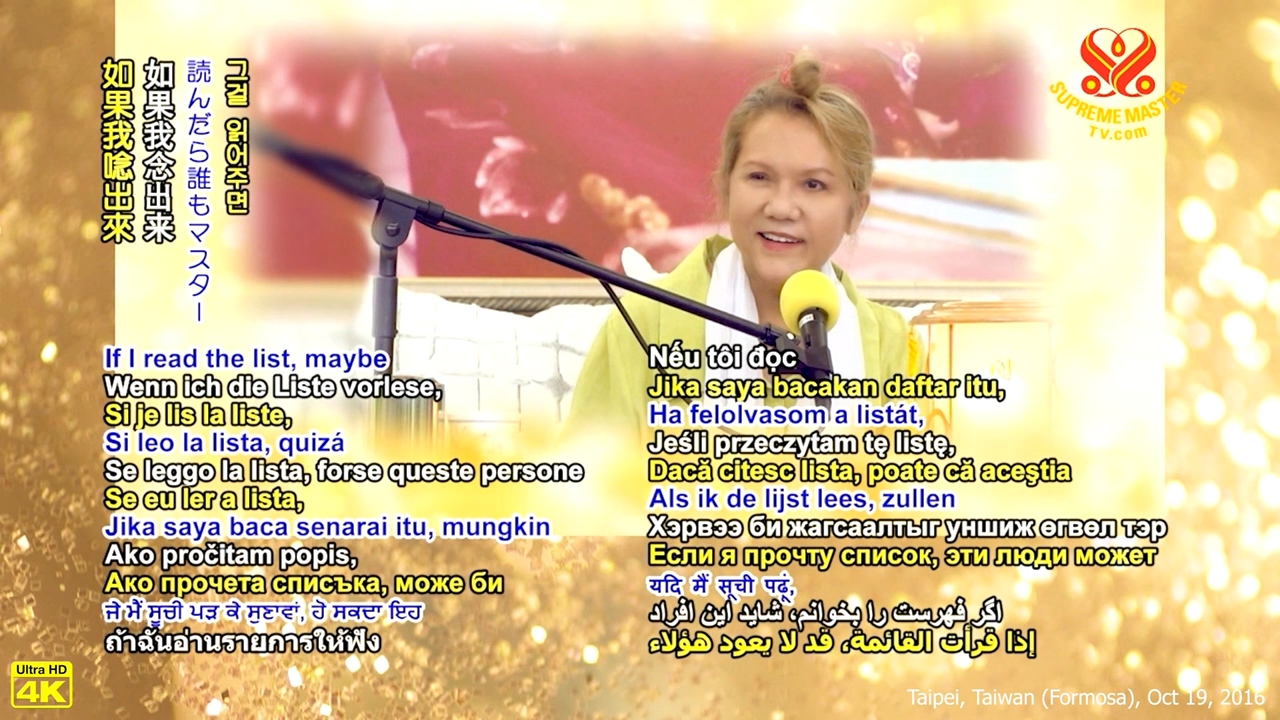 如果我唸出來
如果我念出来
読んだら誰もマスター
그걸 읽어주면
SUPREME MASTER
TV.com
If I read the list, maybe
Wenn ich die Liste vorlese,
Si je lis la liste,
Si leo la lista, quizá
Se leggo la lista, forse queste persone
Se eu ler a lista,
Jika saya baca senarai itu, mungkin
Ako pročitam popis,
Ако прочета списъка, може би
ਜੇ ਮੈਂ ਸੂਚੀ ਪੜ ਕੇ ਸੁਣਾਵਾਂ, ਹੋ ਸਕਦਾ ਇਹ
ถ้าฉันอ่านรายการให้ฟัง
Nếu tôi đọc
Jika saya bacakan daftar itu,
Ha felolvasom a listát,
Jeśli przeczytam tę listę,
Dacă citesc lista, poate că aceştia
Als ik de lijst lees, zullen
Хэрвээ би жагсаалтыг уншиж өгвөл тэр
Если я прочту список, эти люди может
यदि मैं सूची पढूं,
اگر فهرست را بخوانم، شاید این افراد
إذا قرأت القائمة، قد لا يعود هؤلاء
Ultra HD
4K
Taipei, Taiwan (Formosa), Oct 19, 2016